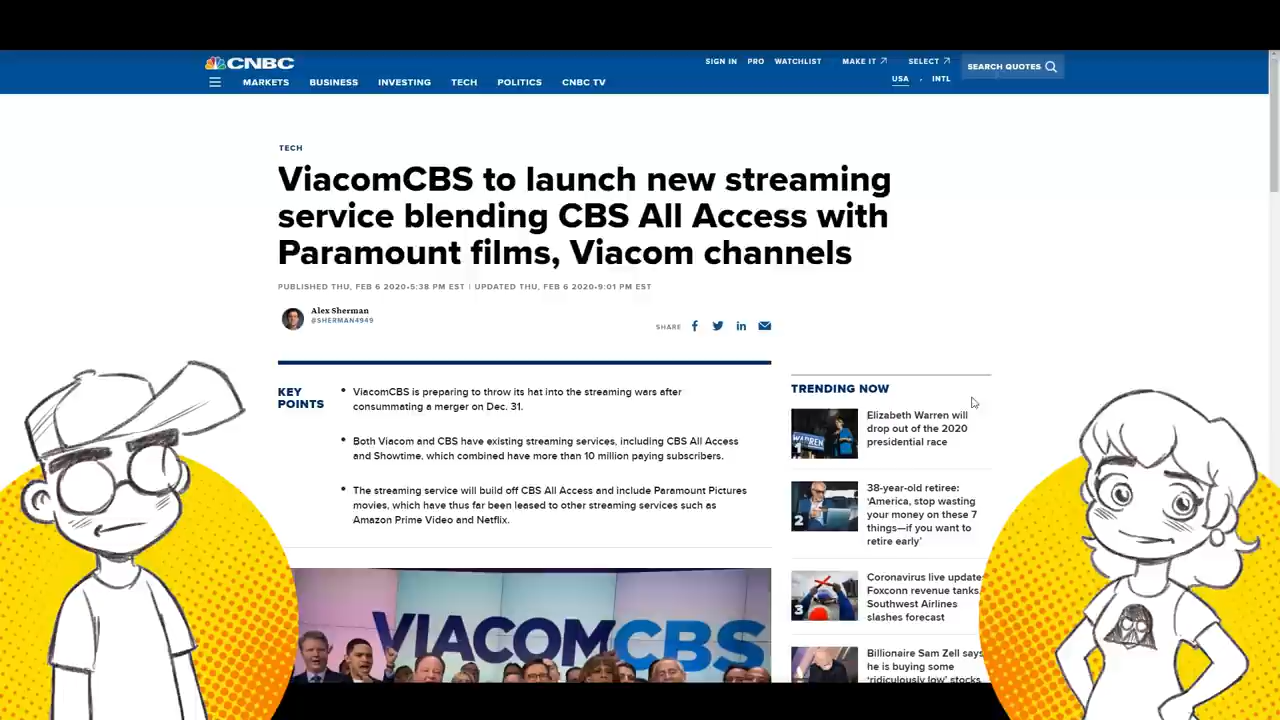 CNBC
SIGN IN PRO WATCHLIST MAKE IT SELECT
SEARCH QUOTES
USA INTL
MARKETS BUSINESS INVESTING TECH POLITICS CNBC TV
TECH
ViacomCBS to launch new streaming
service blending CBS All Access with
Paramount films, Viacom channels
PUBLISHED THU, FEB 6 2020•5:38 PM EST | UPDATED THU, FEB 6 2020•9:01 PM EST
Alex Sherman
@SHERMAN4949
SHARE
KEY
POINTS
• ViacomCBS is preparing to throw its hat into the streaming wars after
consummating a merger on Dec. 31.
• Both Viacom and CBS have existing streaming services, including CBS All Access
and Showtime, which combined have more than 10 million paying subscribers.
• The streaming service will build off CBS All Access and include Paramount Pictures
movies, which have thus far been leased to other streaming services such as
Amazon Prime Video and Netflix.
VIACOMCBS
TRENDING NOW
WARREN
1
Elizabeth Warren will
drop out of the 2020
presidential race
2
38-year-old retiree:
‘America, stop wasting
your money on these 7
things—if you want to
retire early’
3
Coronavirus live update
Foxconn revenue tanks,
Southwest Airlines
slashes forecast
Billionaire Sam Zell says
he is buying some
‘ridiculously low’ stocks